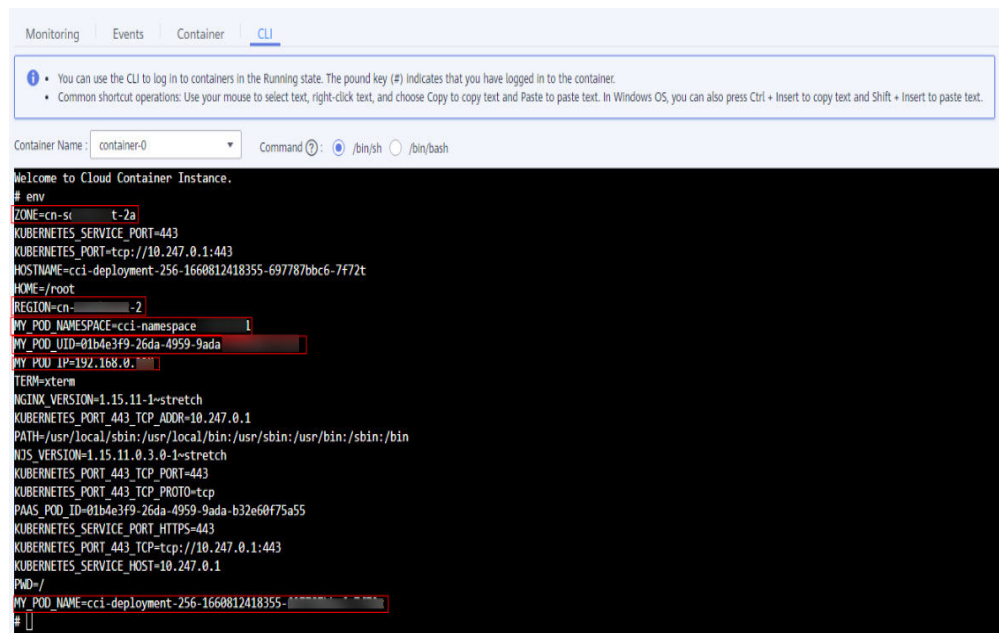 Monitoring Events Container CLI
• You can use the CLI to log in to containers in the Running state. The pound key (#) indicates that you have logged in to the container.
• Common shortcut operations: Use your mouse to select text, right-click text, and choose Copy to copy text and Paste to paste text. In Windows OS, you can also press Ctrl + Insert to copy text and Shift + Insert to paste text.
Container Name : container-0 Command ? : /bin/sh /bin/bash
Welcome to Cloud Container Instance.
# env
ZONE=cn-so t-2a
KUBERNETES_SERVICE_PORT=443
KUBERNETES_PORT=tcp://10.247.0.1:443
HOSTNAME=cci-deployment-256-1660812418355-697787bbc6-7f72t
HOME=/root
REGION=cn- -2
MY_POD_NAMESPACE=cci-namespace l
MY_POD_UID=01b4e3f9-26da-4959-9ada
MY_POD_IP=192.168.0.
TERM=xterm
NGINX_VERSION=1.15.11-1~stretch
KUBERNETES_PORT_443_TCP_ADDR=10.247.0.1
PATH=/usr/local/sbin:/usr/local/bin:/usr/sbin:/usr/bin:/sbin:/bin
NJS_VERSION=1.15.11.0.3.0-1~stretch
KUBERNETES_PORT_443_TCP_PORT=443
KUBERNETES_PORT_443_TCP_PROTO=tcp
PAAS_POD_ID=01b4e3f9-26da-4959-9ada-b32e60f75a55
KUBERNETES_SERVICE_PORT_HTTPS=443
KUBERNETES_PORT_443_TCP=tcp://10.247.0.1:443
KUBERNETES_SERVICE_HOST=10.247.0.1
PWD=/
MY_POD_NAME=cci-deployment-256-1660812418355-
#